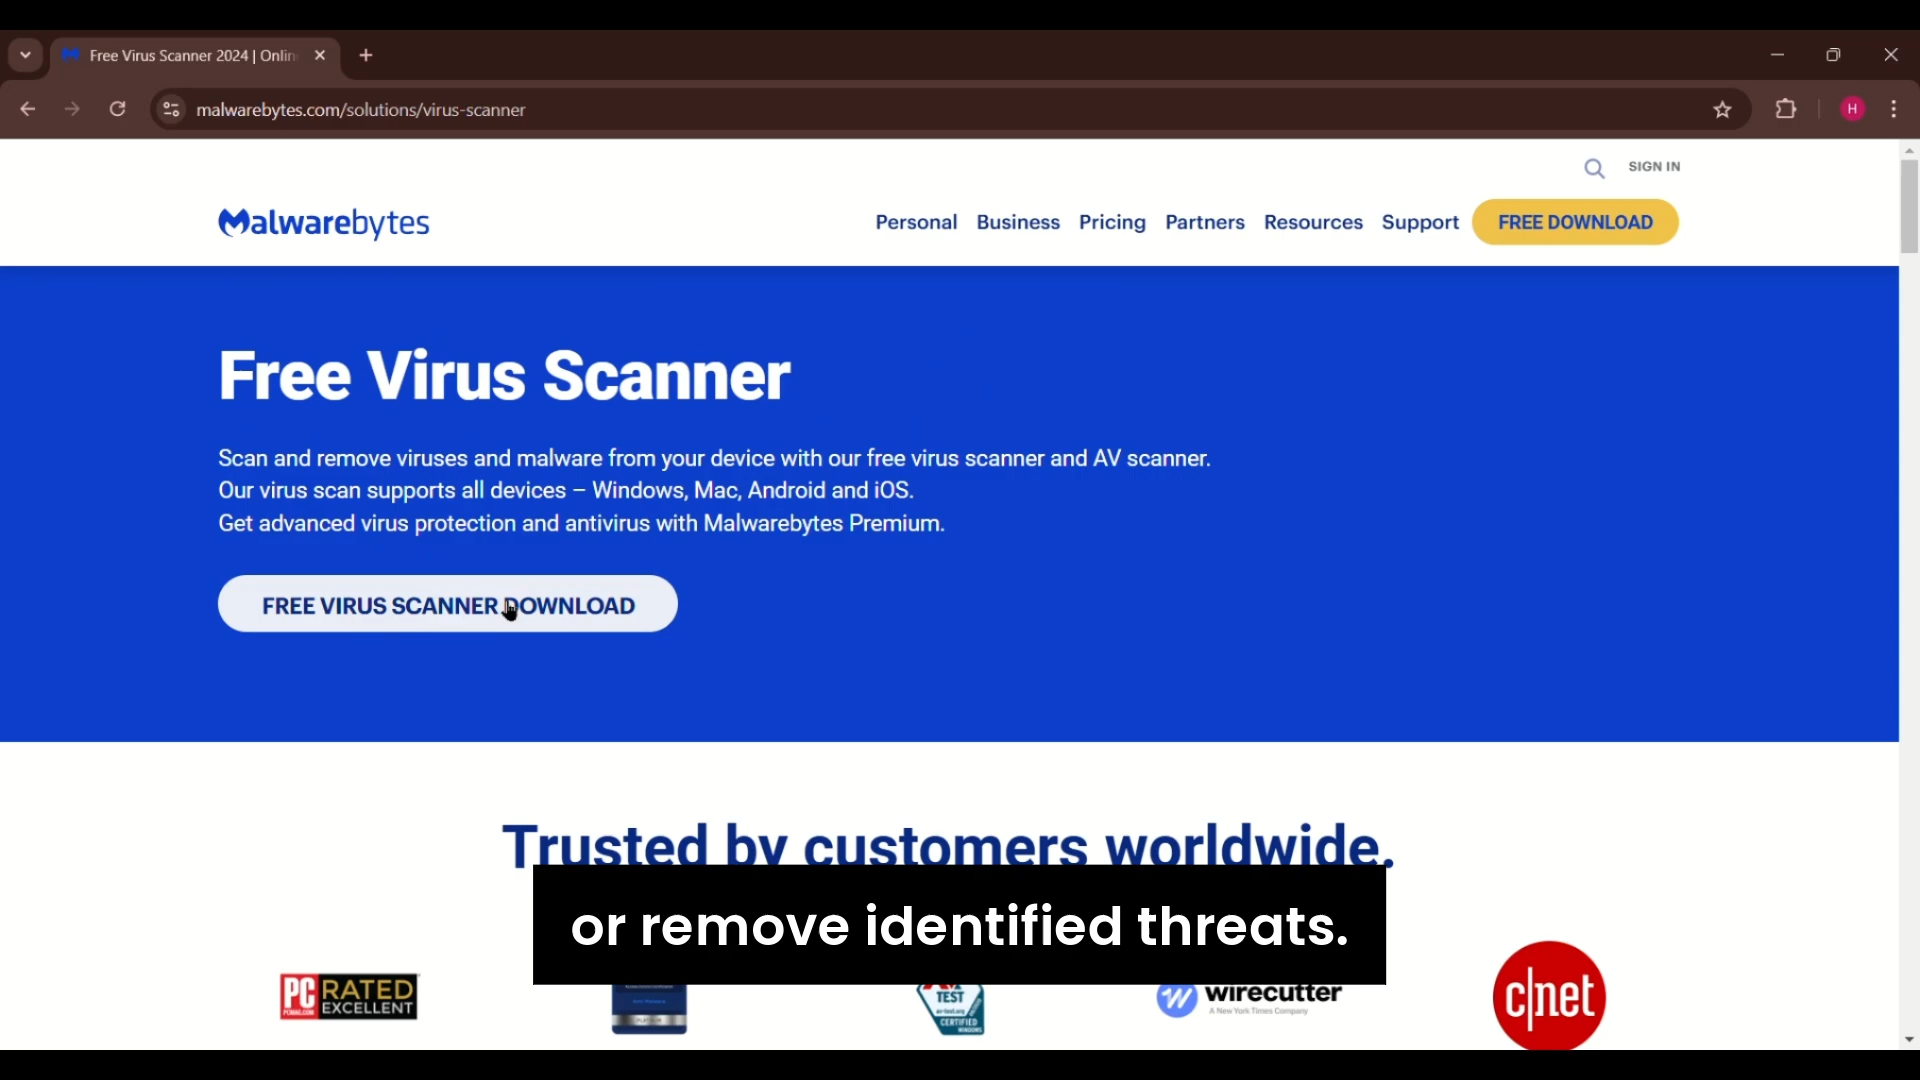 Free Virus Scanner 2024 | Onlin
malwarebytes.com/solutions/virus-scanner
H
SIGN IN
Malwarebytes
Personal Business Pricing Partners Resources Support FREE DOWNLOAD
Free Virus Scanner
Scan and remove viruses and malware from your device with our free virus scanner and AV scanner.
Our virus scan supports all devices – Windows, Mac, Android and iOS.
Get advanced virus protection and antivirus with Malwarebytes Premium.
FREE VIRUS SCANNER DOWNLOAD
Trusted by customers worldwide.
or remove identified threats.
PC RATED
EXCELLENT
PCMAG.COM
PLATINUM
TEST
av-test.org
CERTIFIED
WINDOWS
W wirecutter
A New York Times Company
c|net